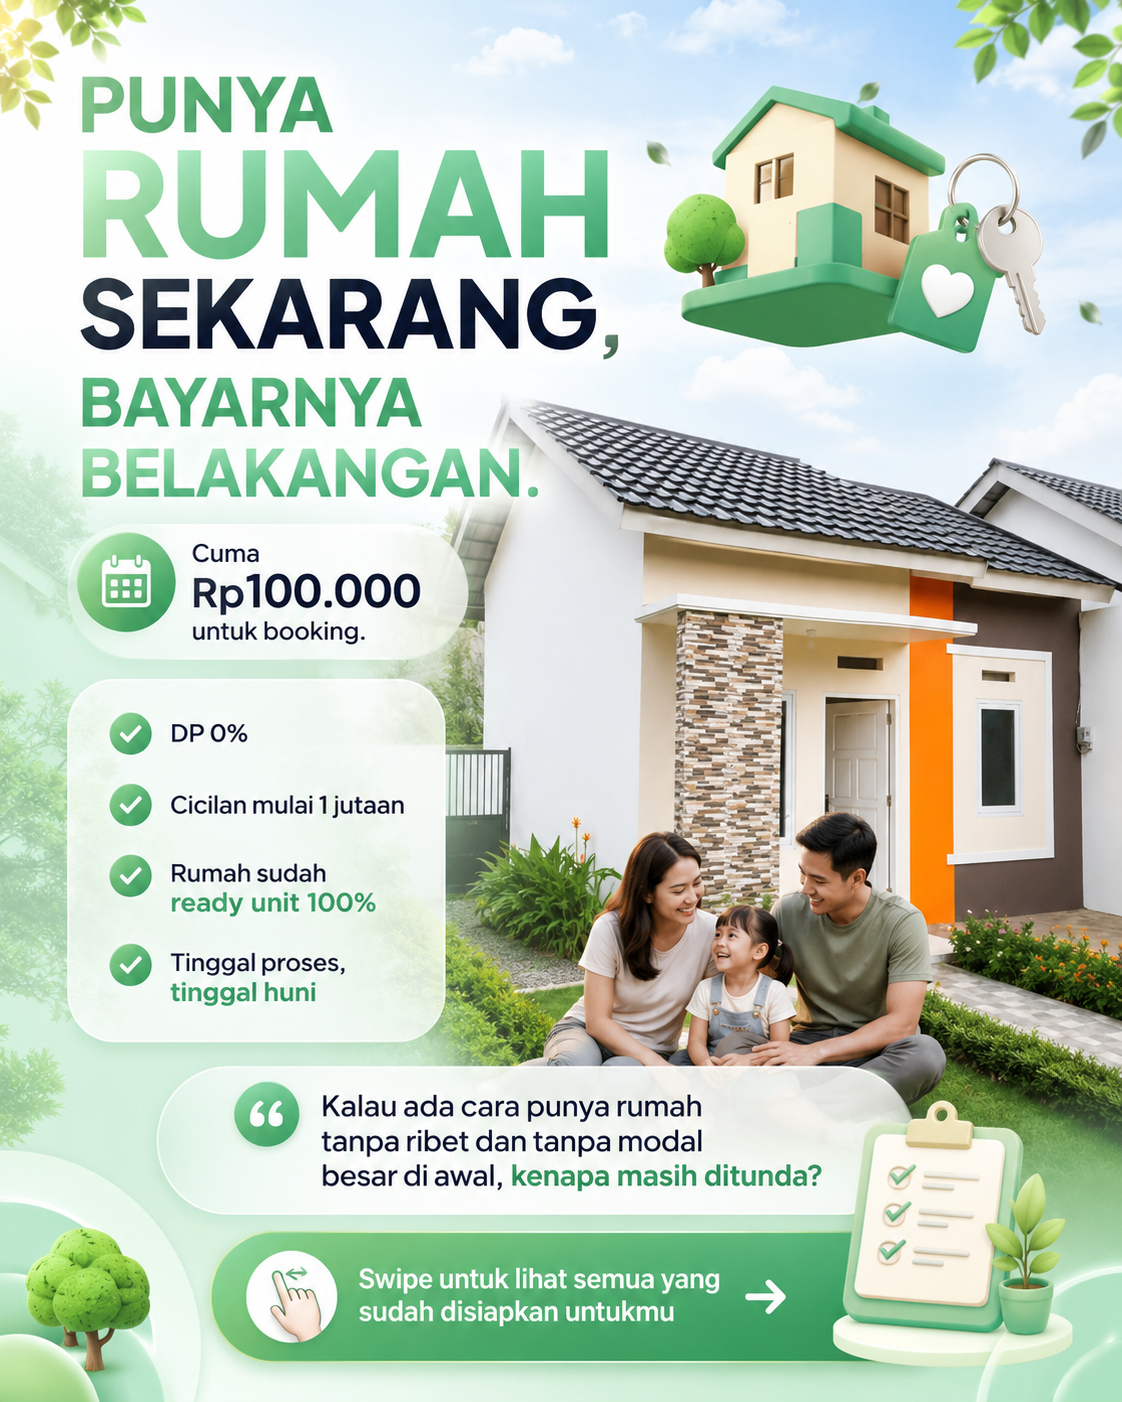 PUNYA
RUMAH
SEKARANG,
BAYARNYA
BELAKANGAN.
Cuma
Rp100.000
untuk booking.
DP 0%
Cicilan mulai 1 jutaan
Rumah sudah
ready unit 100%
Tinggal proses,
tinggal huni
Kalau ada cara punya rumah
tanpa ribet dan tanpa modal
besar di awal, kenapa masih ditunda?
Swipe untuk lihat semua yang
sudah disiapkan untukmu